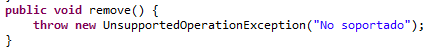 public void remove() {
    throw new UnsupportedOperationException("No soportado");
}